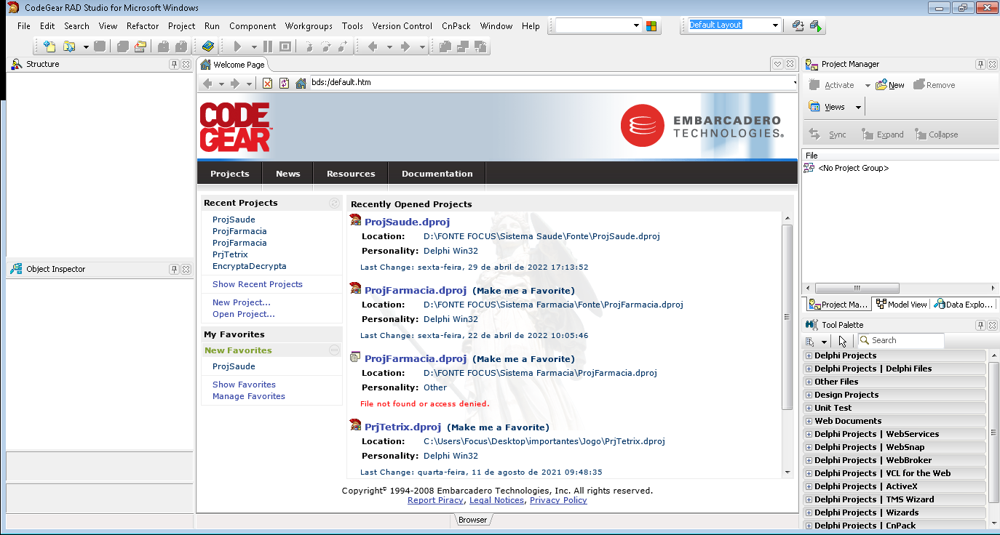 CodeGear RAD Studio for Microsoft Windows
File Edit Search View Refactor Project Run Component Workgroups Tools Version Control CnPack Window Help
Default Layout
Structure
Welcome Page
bds:/default.htm
CODE GEAR™
EMBARCADERO TECHNOLOGIES.
Projects News Resources Documentation
Recent Projects
ProjSaude
ProjFarmacia
ProjFarmacia
PrjTetrix
EncryptaDecrypta
Show Recent Projects
New Project...
Open Project...
My Favorites
New Favorites
ProjSaude
Show Favorites
Manage Favorites
Recently Opened Projects
ProjSaude.dproj
Location: D:\FONTE FOCUS\Sistema Saude\Fonte\ProjSaude.dproj
Personality: Delphi Win32
Last Change: sexta-feira, 29 de abril de 2022 17:13:52
ProjFarmacia.dproj (Make me a Favorite)
Location: D:\FONTE FOCUS\Sistema Farmacia\Fonte\ProjFarmacia.dproj
Personality: Delphi Win32
Last Change: sexta-feira, 22 de abril de 2022 10:05:46
ProjFarmacia.dproj (Make me a Favorite)
Location: D:\FONTE FOCUS\Sistema Farmacia\ProjFarmacia.dproj
Personality: Other
File not found or access denied.
PrjTetrix.dproj (Make me a Favorite)
Location: C:\Users\Focus\Desktop\importantes\Jogo\PrjTetrix.dproj
Personality: Delphi Win32
Last Change: quarta-feira, 11 de agosto de 2021 09:48:35
Copyright© 1994-2008 Embarcadero Technologies, Inc. All rights reserved.
Report Piracy, Legal Notices, Privacy Policy
Browser
Object Inspector
Project Manager
Activate New Remove
Views
Sync Expand Collapse
File
<No Project Group>
Project Ma... Model View Data Explo...
Tool Palette
Search
Delphi Projects
Delphi Projects | Delphi Files
Other Files
Design Projects
Unit Test
Web Documents
Delphi Projects | WebServices
Delphi Projects | WebSnap
Delphi Projects | WebBroker
Delphi Projects | VCL for the Web
Delphi Projects | ActiveX
Delphi Projects | TMS Wizard
Delphi Projects | Wizards
Delphi Projects | CnPack